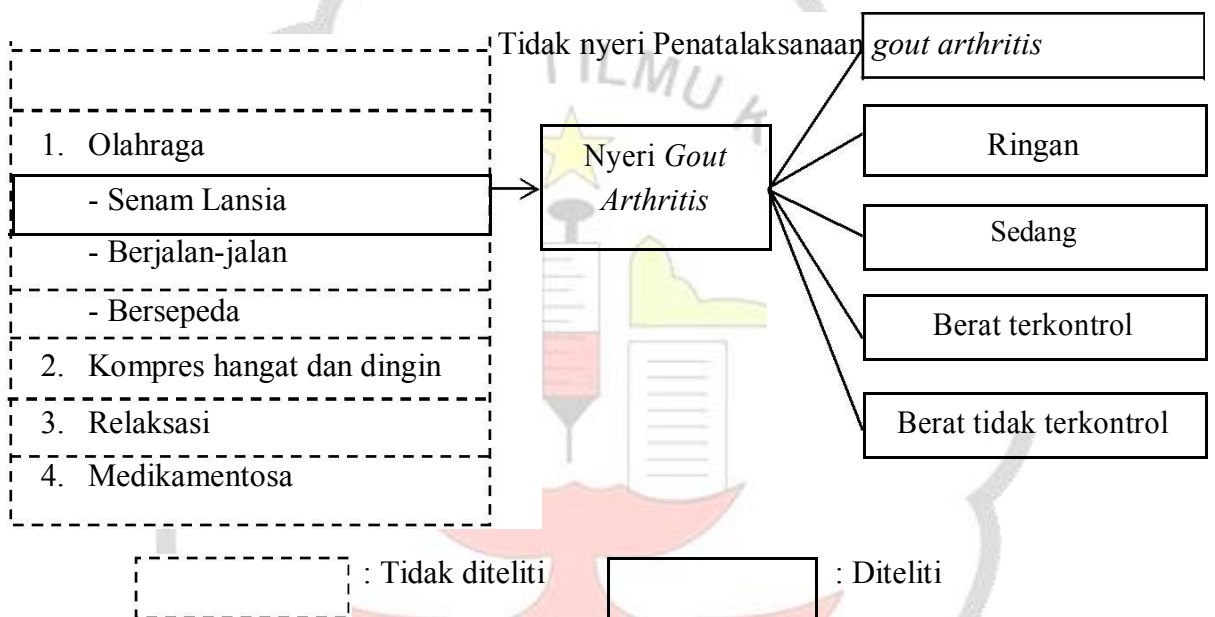 Tidak nyeri Penatalaksanaan gout arthritis
ILMU K
1. Olahraga
- Senam Lansia
- Berjalan-jalan
- Bersepeda
2. Kompres hangat dan dingin
3. Relaksasi
4. Medikamentosa
Nyeri Gout
Arthritis
Ringan
Sedang
Berat terkontrol
Berat tidak terkontrol
: Tidak diteliti
: Diteliti